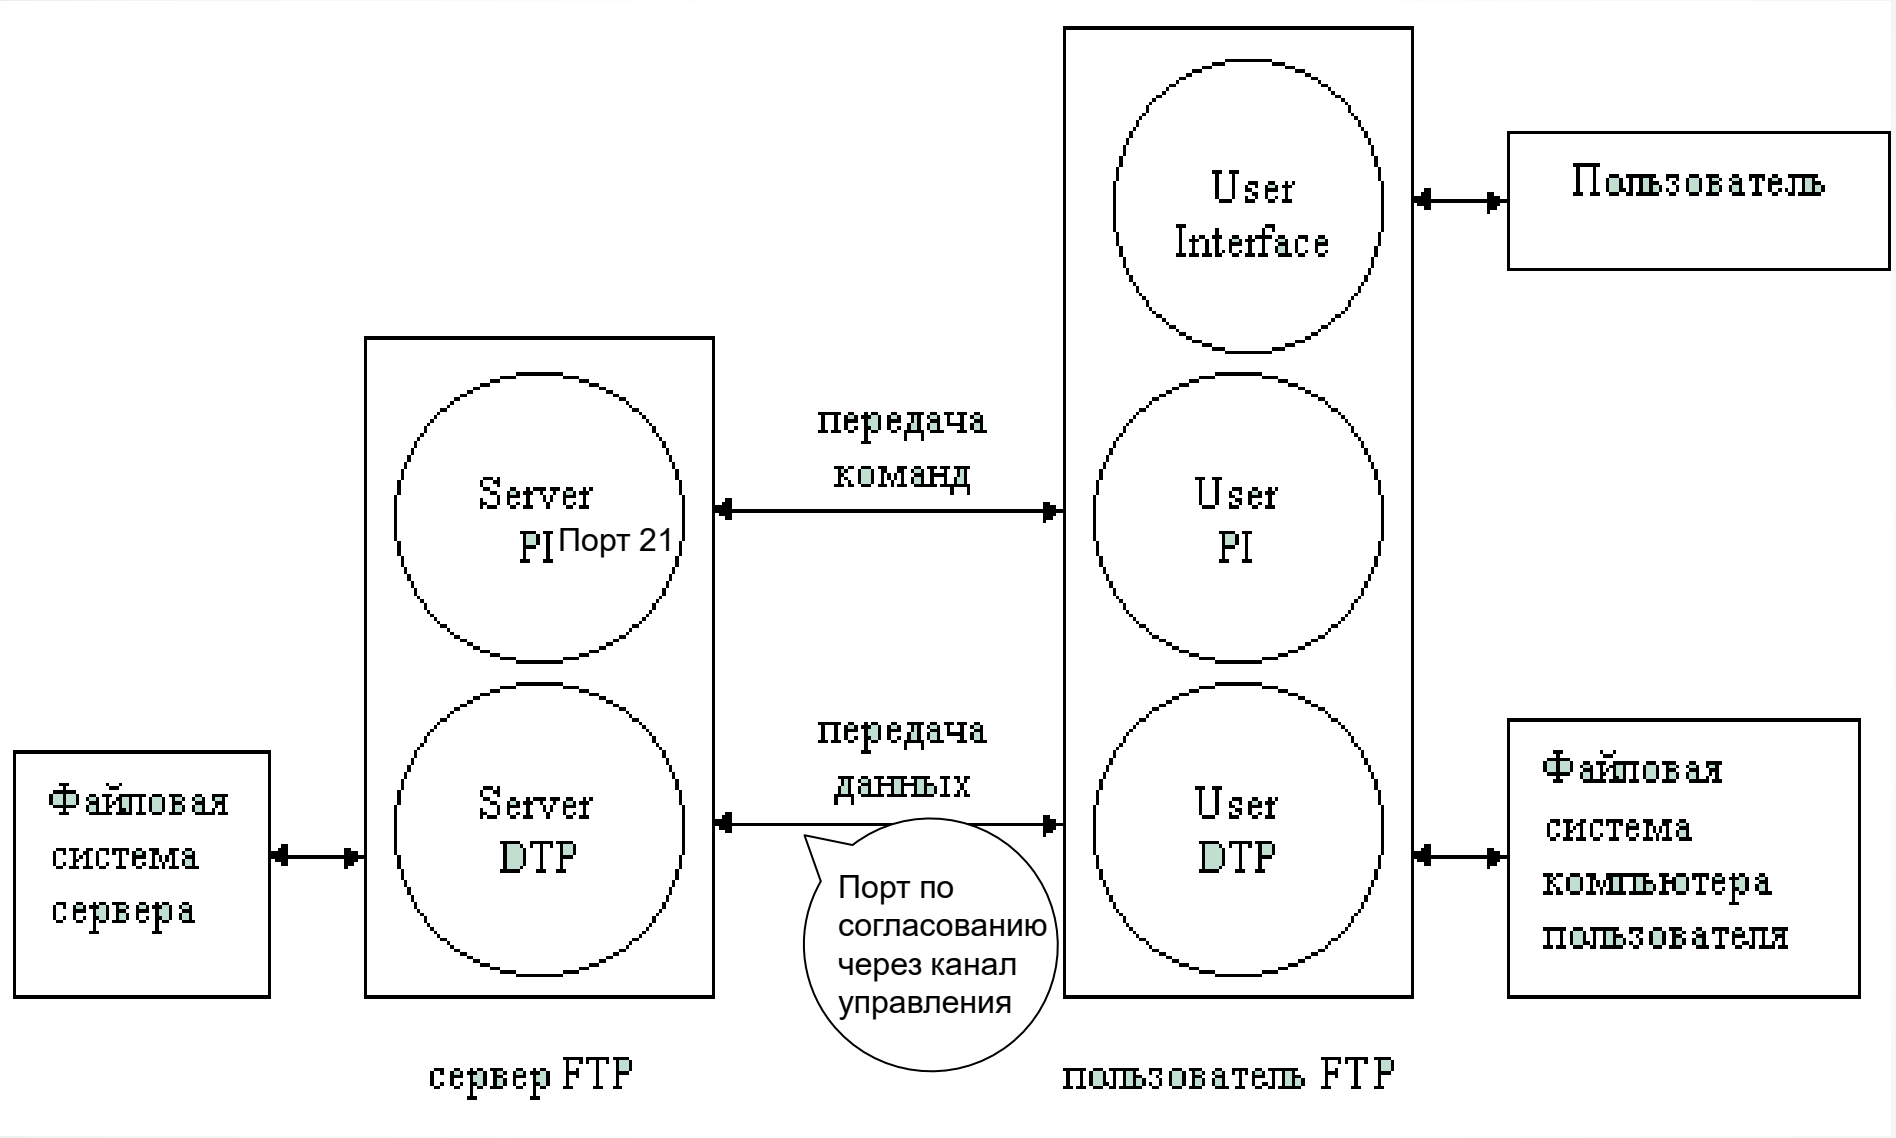 User
Interface
Пользователь
передача
команд
Server
PI Порт 21
User
PI
передача
данных
Server
DTP
User
DTP
Файловая
система
сервера
Файловая
система
компьютера
пользователя
Порт по
согласованию
через канал
управления
сервер FTP
пользователь FTP